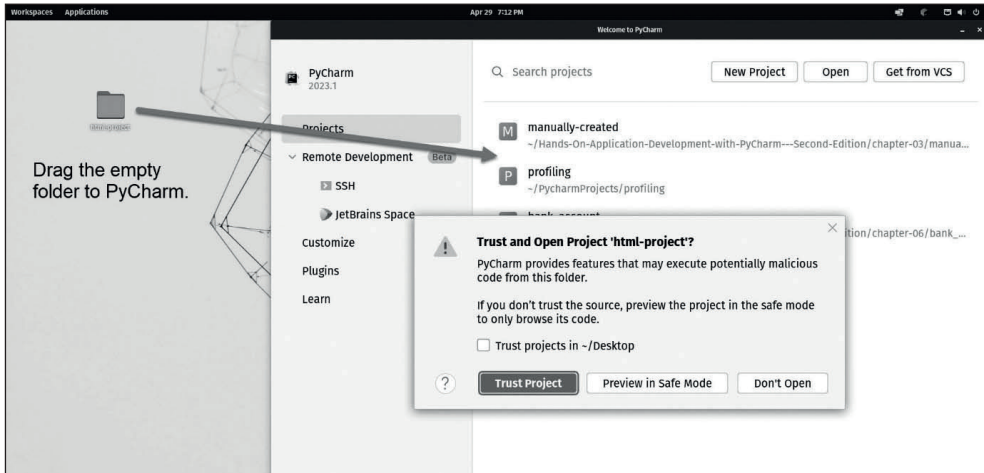 Workspaces Applications
Apr 29 7:12 PM
Welcome to PyCharm
html-project
Drag the empty
folder to PyCharm.
PyCharm
2023.1
Projects
Remote Development Beta
SSH
JetBrains Space
Customize
Plugins
Learn
Search projects
New Project
Open
Get from VCS
M
manually-created
~/Hands-On-Application-Development-with-PyCharm---Second-Edition/chapter-03/manua...
P
profiling
~/PycharmProjects/profiling
bank-account
ition/chapter-06/bank_...
Trust and Open Project 'html-project'?
PyCharm provides features that may execute potentially malicious
code from this folder.
If you don't trust the source, preview the project in the safe mode
to only browse its code.
Trust projects in ~/Desktop
?
Trust Project
Preview in Safe Mode
Don't Open